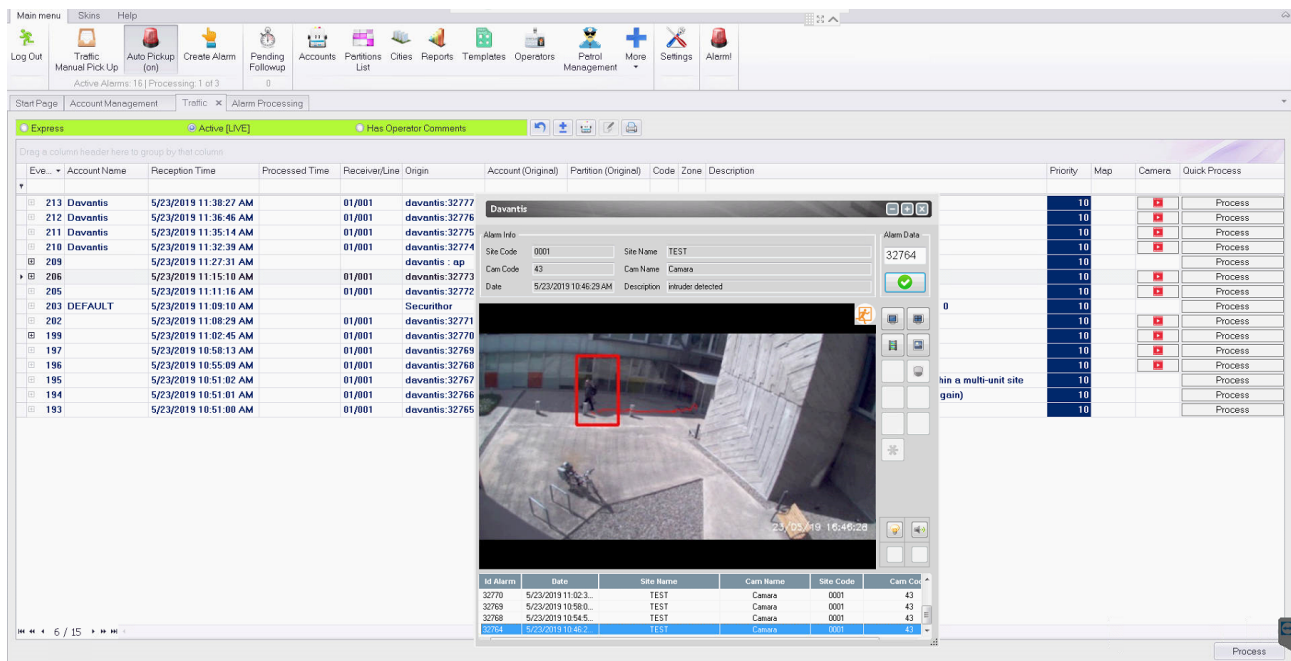 Main menu Skins Help
Log Out Traffic Manual Pick Up Auto Pickup (on) Create Alarm Pending Followup Accounts Partitions List Cities Reports Templates Operators Patrol Management More Settings Alarm!
Active Alarms: 16 | Processing: 1 of 3 0
Start Page Account Management Traffic Alarm Processing
Express Active [LIVE] Has Operator Comments
Drag a column header here to group by that column
Eve... Account Name Reception Time Processed Time Receiver/Line Origin Account (Original) Partition (Original) Code Zone Description Priority Map Camera Quick Process
213 Davantis 5/23/2019 11:38:27 AM 01/001 davantis:32777 10 Process
212 Davantis 5/23/2019 11:36:46 AM 01/001 davantis:32776 10 Process
211 Davantis 5/23/2019 11:35:14 AM 01/001 davantis:32775 10 Process
210 Davantis 5/23/2019 11:32:39 AM 01/001 davantis:32774 10 Process
209 5/23/2019 11:27:31 AM davantis : ap 10 Process
206 5/23/2019 11:15:10 AM 01/001 davantis:32773 10 Process
205 5/23/2019 11:11:16 AM 01/001 davantis:32772 10 Process
203 DEFAULT 5/23/2019 11:09:10 AM Securithor 0 10 Process
202 5/23/2019 11:08:29 AM 01/001 davantis:32771 10 Process
199 5/23/2019 11:02:45 AM 01/001 davantis:32770 10 Process
197 5/23/2019 10:58:13 AM 01/001 davantis:32769 10 Process
196 5/23/2019 10:55:09 AM 01/001 davantis:32768 10 Process
195 5/23/2019 10:51:02 AM 01/001 davantis:32767 hin a multi-unit site 10 Process
194 5/23/2019 10:51:01 AM 01/001 davantis:32766 gain) 10 Process
193 5/23/2019 10:51:00 AM 01/001 davantis:32765 10 Process
Davantis
Alarm Info Alarm Data
Site Code 0001 Site Name TEST 32764
Cam Code 43 Cam Name Camara
Date 5/23/2019 10:46:29 AM Description intruder detected
23/05/19 16:46:28
Id Alarm Date Site Name Cam Name Site Code Cam Coc
32770 5/23/2019 11:02:3... TEST Camara 0001 43
32769 5/23/2019 10:58:0... TEST Camara 0001 43
32768 5/23/2019 10:54:5... TEST Camara 0001 43
32764 5/23/2019 10:46:2... TEST Camara 0001 43
6 / 15
Process